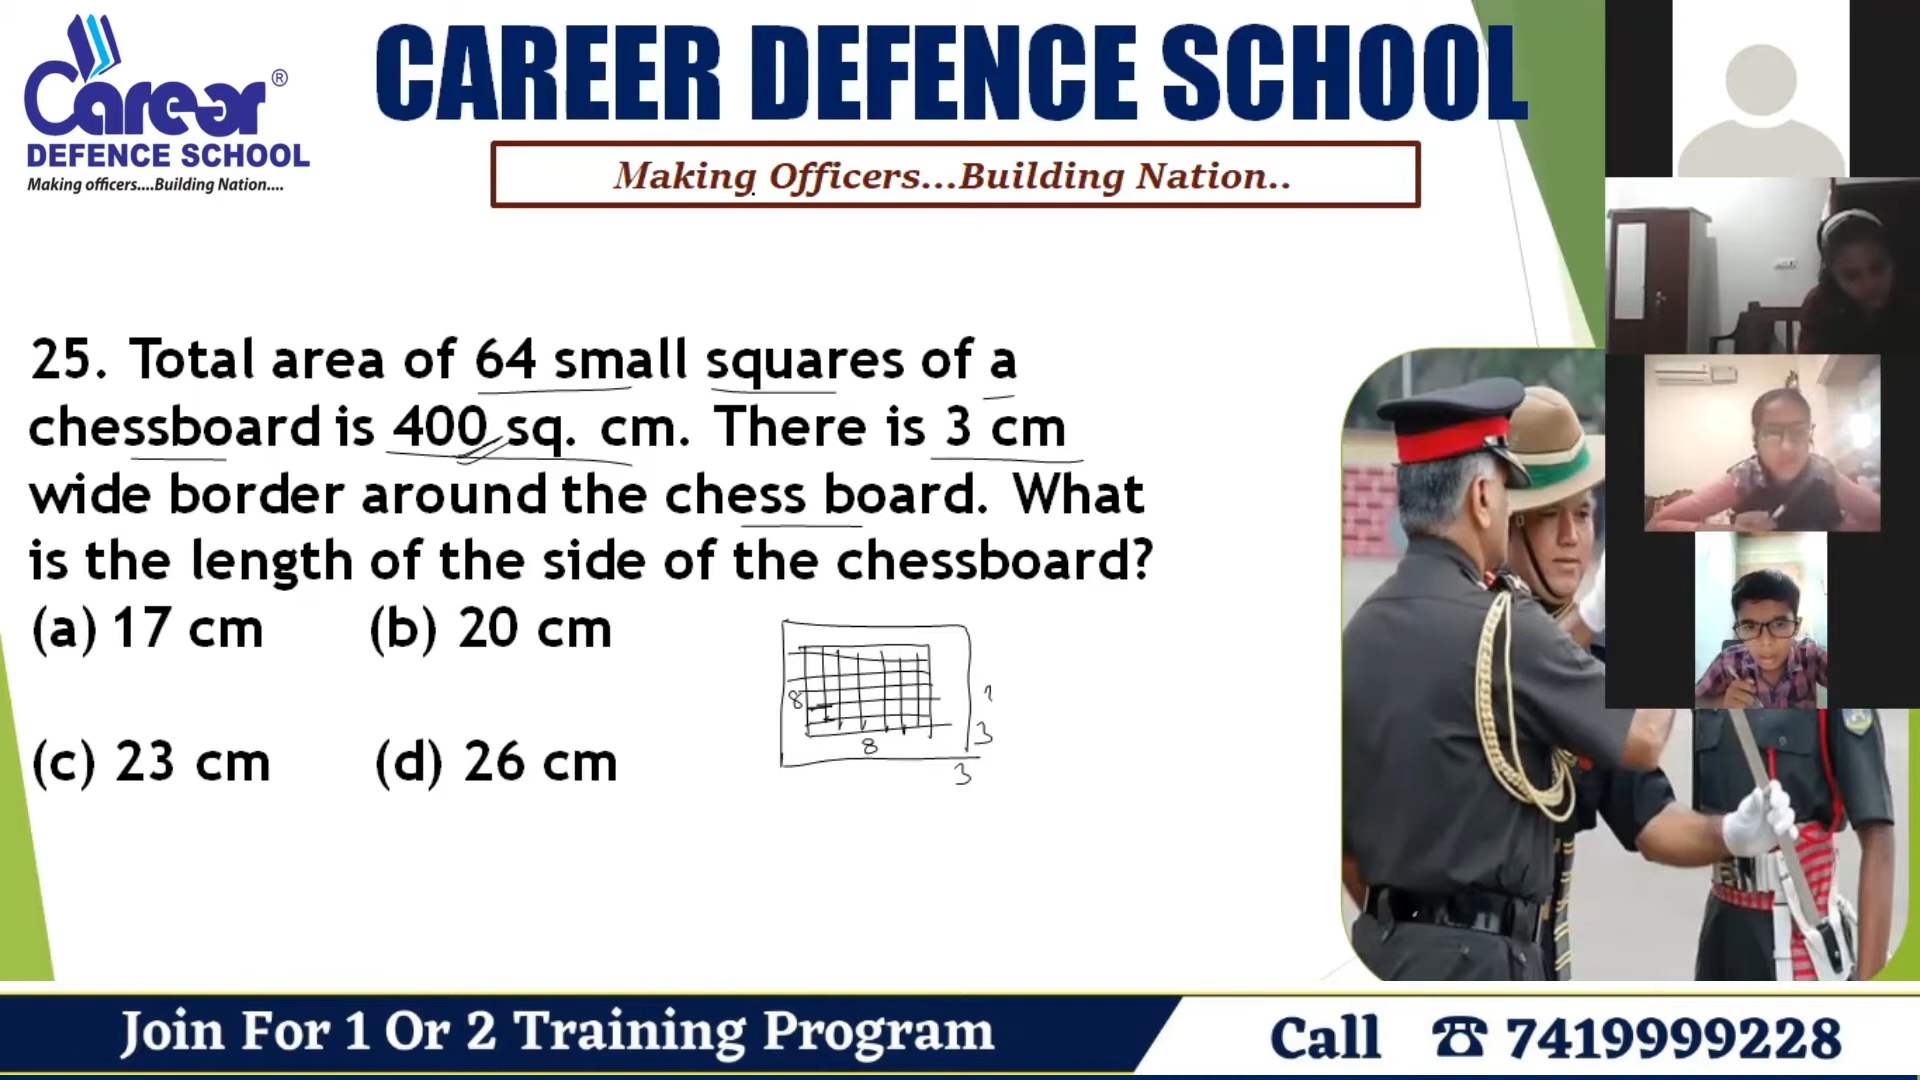 Career®
DEFENCE SCHOOL
Making officers....Building Nation....
CAREER DEFENCE SCHOOL
Making Officers...Building Nation..
25. Total area of 64 small squares of a
chessboard is 400 sq. cm. There is 3 cm
wide border around the chess board. What
is the length of the side of the chessboard?
(a) 17 cm (b) 20 cm
(c) 23 cm (d) 26 cm
8
8
3
3
Join For 1 Or 2 Training Program
Call ☎ 7419999228